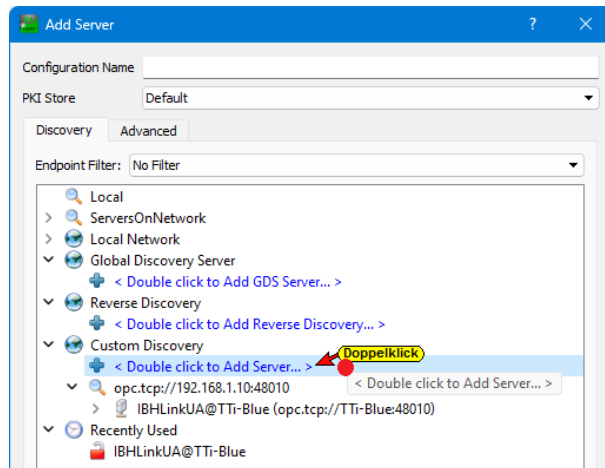 Add Server
Configuration Name
PKI Store Default
Discovery Advanced
Endpoint Filter: No Filter
Local
ServersOnNetwork
Local Network
Global Discovery Server
< Double click to Add GDS Server... >
Reverse Discovery
< Double click to Add Reverse Discovery... >
Custom Discovery
Doppelklick
< Double click to Add Server... >
< Double click to Add Server... >
opc.tcp://192.168.1.10:48010
IBHLinkUA@TTi-Blue (opc.tcp://TTi-Blue:48010)
Recently Used
IBHLinkUA@TTi-Blue